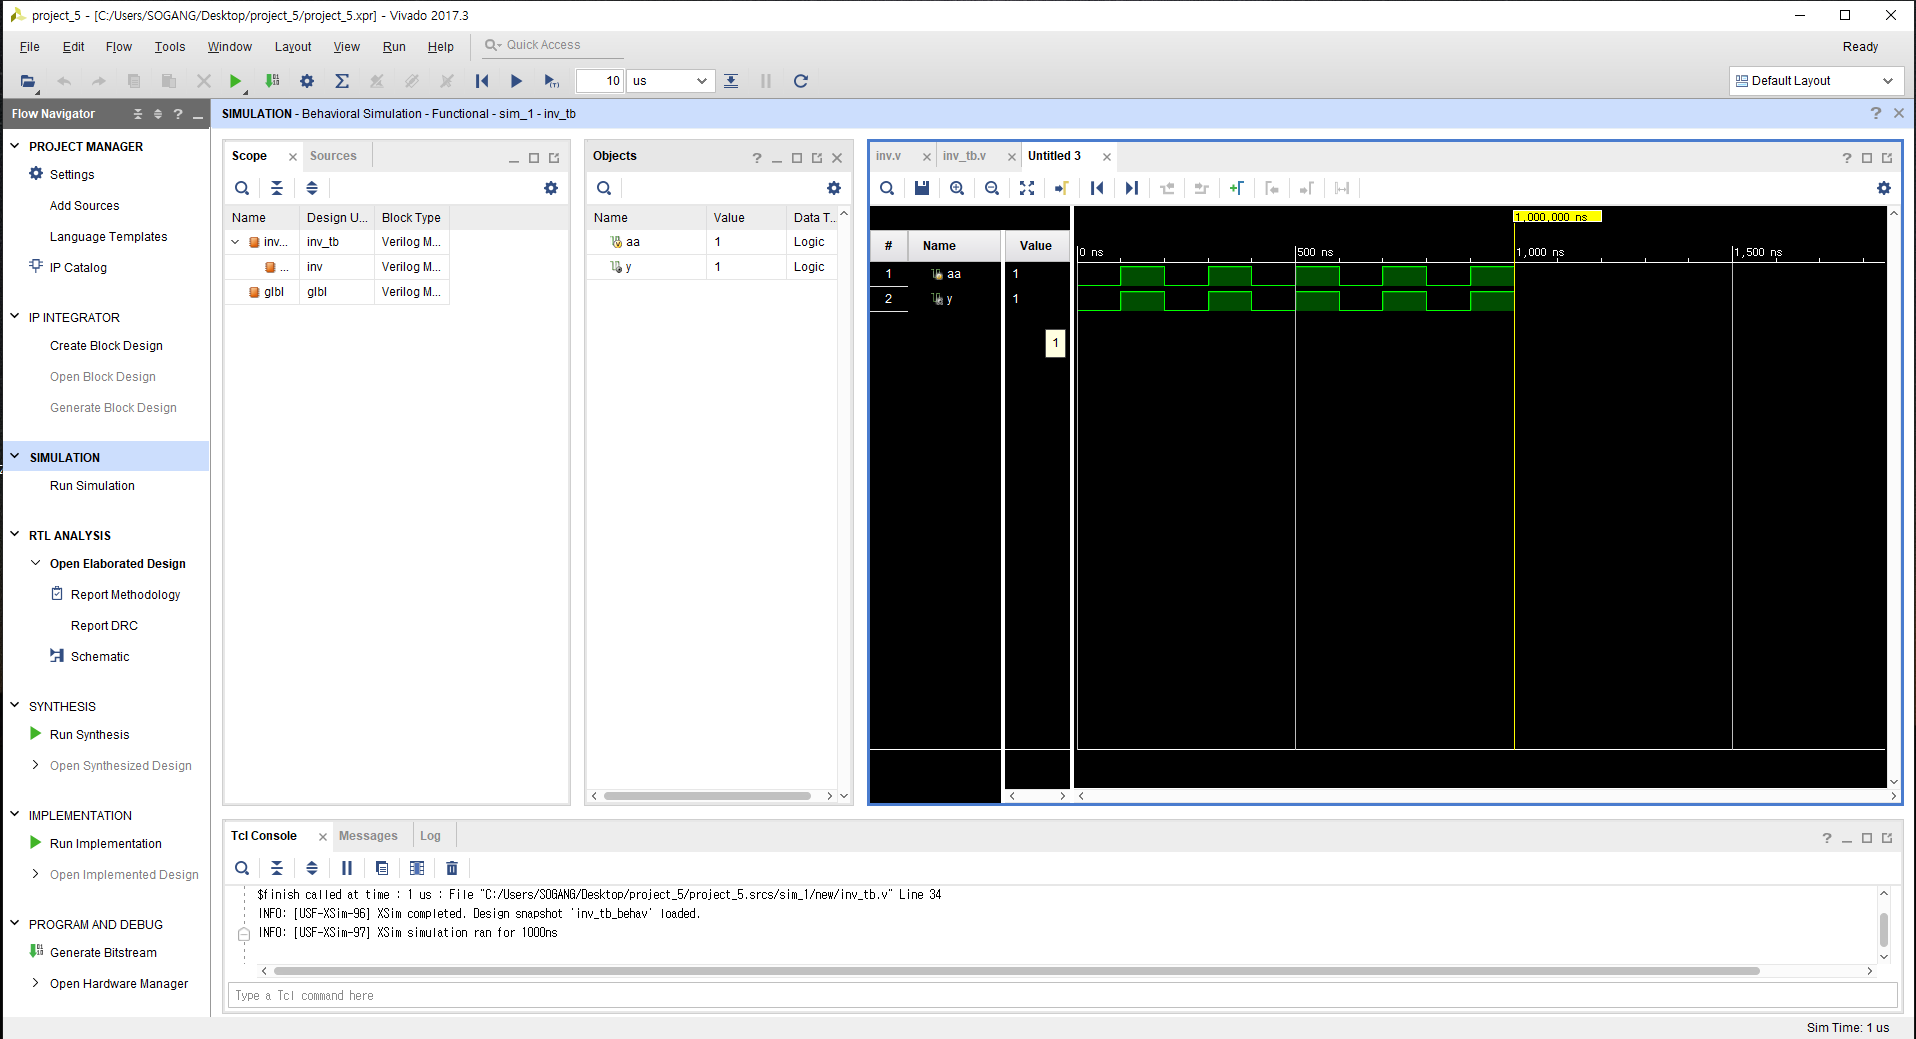 project_5 - [C:/Users/SOGANG/Desktop/project_5/project_5.xpr] - Vivado 2017.3
File Edit Flow Tools Window Layout View Run Help Quick Access Ready
10 us Default Layout
Flow Navigator
SIMULATION - Behavioral Simulation - Functional - sim_1 - inv_tb
PROJECT MANAGER
Settings
Add Sources
Language Templates
IP Catalog
IP INTEGRATOR
Create Block Design
Open Block Design
Generate Block Design
SIMULATION
Run Simulation
RTL ANALYSIS
Open Elaborated Design
Report Methodology
Report DRC
Schematic
SYNTHESIS
Run Synthesis
Open Synthesized Design
IMPLEMENTATION
Run Implementation
Open Implemented Design
PROGRAM AND DEBUG
Generate Bitstream
Open Hardware Manager
Scope Sources
Name Design U... Block Type
inv... inv_tb Verilog M...
... inv Verilog M...
glbl glbl Verilog M...
Objects
Name Value Data T...
aa 1 Logic
y 1 Logic
inv.v inv_tb.v Untitled 3
1,000,000 ns
# Name Value
0 ns 500 ns 1,000 ns 1,500 ns
1 aa 1
2 y 1
1
Tcl Console Messages Log
$finish called at time : 1 us : File "C:/Users/SOGANG/Desktop/project_5/project_5.srcs/sim_1/new/inv_tb.v" Line 34
INFO: [USF-XSim-96] XSim completed. Design snapshot 'inv_tb_behav' loaded.
INFO: [USF-XSim-97] XSim simulation ran for 1000ns
Type a Tcl command here
Sim Time: 1 us